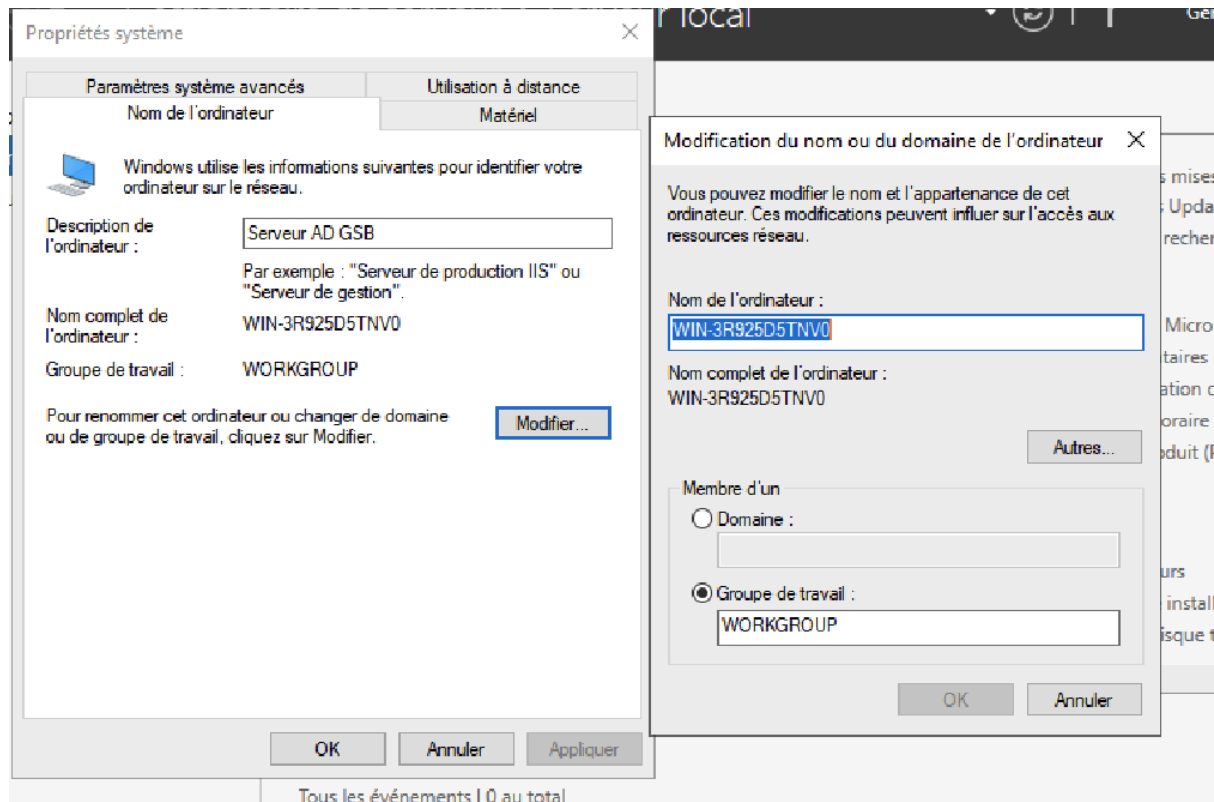 r local
Propriétés système
Paramètres système avancés
Utilisation à distance
Nom de l'ordinateur
Matériel
Windows utilise les informations suivantes pour identifier votre
ordinateur sur le réseau.
Description de
l'ordinateur :
Serveur AD GSB
Par exemple : "Serveur de production IIS" ou
"Serveur de gestion".
Nom complet de
l'ordinateur :
WIN-3R925D5TNV0
Groupe de travail :
WORKGROUP
Pour renommer cet ordinateur ou changer de domaine
ou de groupe de travail, cliquez sur Modifier.
Modifier...
OK
Annuler
Appliquer
Modification du nom ou du domaine de l'ordinateur
Vous pouvez modifier le nom et l'appartenance de cet
ordinateur. Ces modifications peuvent influer sur l'accès aux
ressources réseau.
Nom de l'ordinateur :
WIN-3R925D5TNV0
Nom complet de l'ordinateur :
WIN-3R925D5TNV0
Autres...
Membre d'un
Domaine :
Groupe de travail :
WORKGROUP
OK
Annuler
s mises
Upda
recher
Micro
taires
ation
oraire
duit
urs
install
isque t
Tous les événements | 0 au total